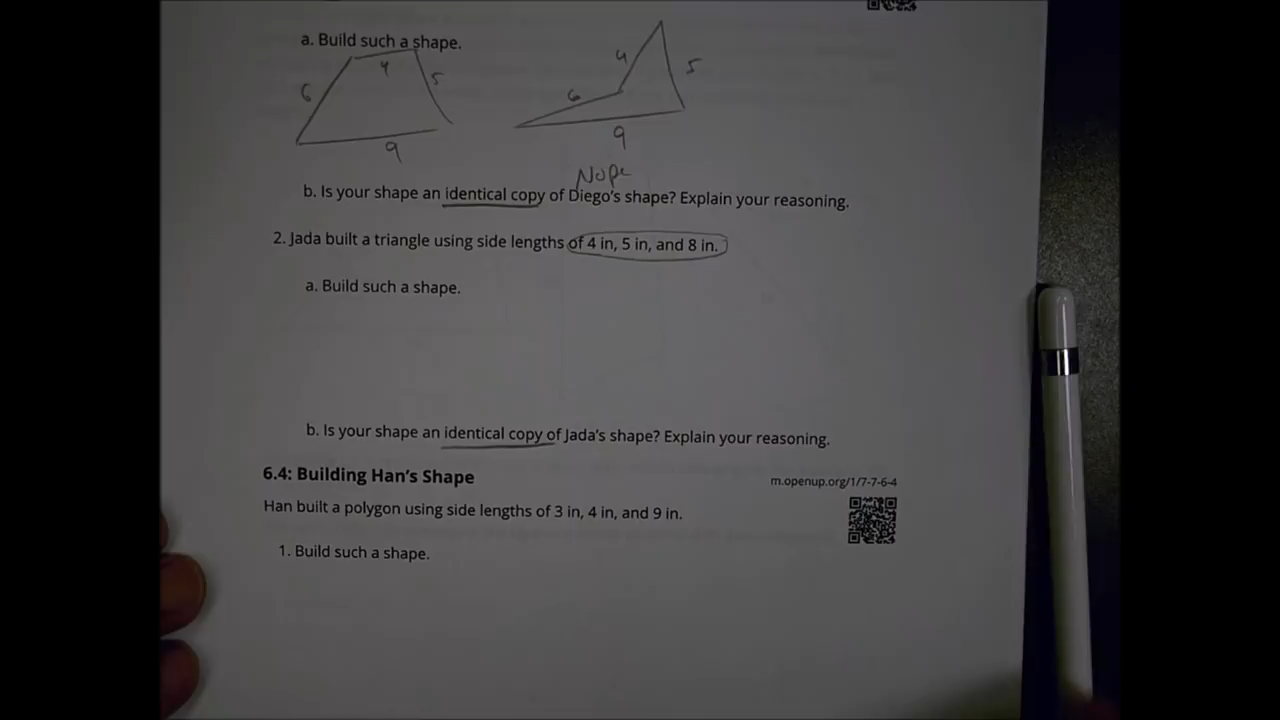 a. Build such a shape.
4
6
5
9
4
5
6
9
Nope
b. Is your shape an identical copy of Diego's shape? Explain your reasoning.
2. Jada built a triangle using side lengths of 4 in, 5 in, and 8 in.
a. Build such a shape.
b. Is your shape an identical copy of Jada's shape? Explain your reasoning.
6.4: Building Han's Shape
m.openup.org/1/7-7-6-4
Han built a polygon using side lengths of 3 in, 4 in, and 9 in.
1. Build such a shape.